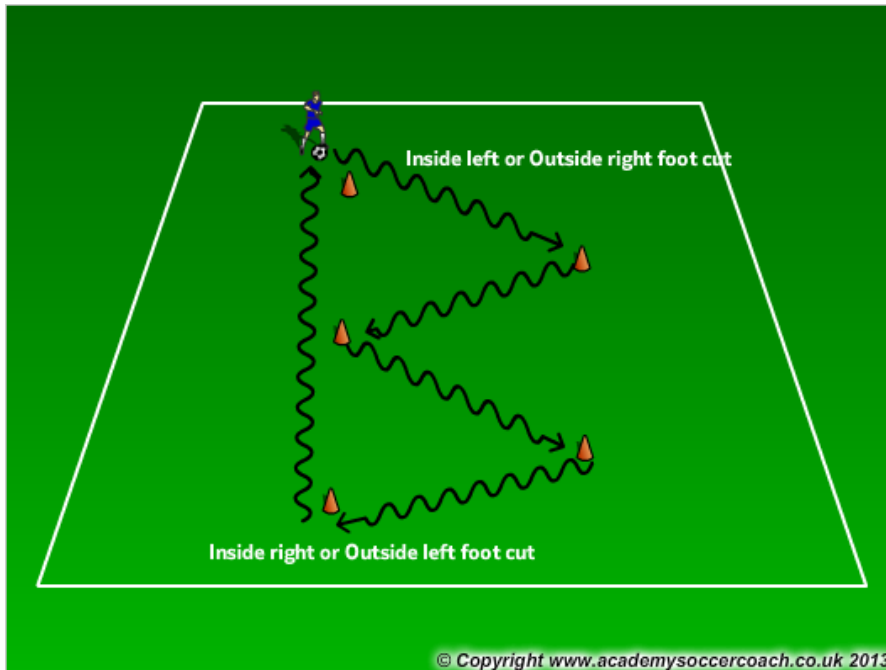 Inside left or Outside right foot cut
Inside right or Outside left foot cut
© Copyright www.academysoccercoach.co.uk 2013